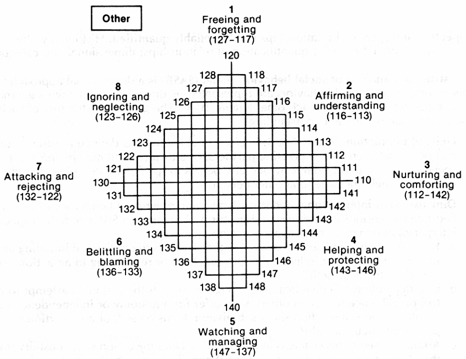 Other
1
Freeing and
forgetting
(127–117)
120
128 118
127 117
8
Ignoring and
neglecting
(123–126)
126 116
2
Affirming and
understanding
(116–113)
125 115
124 114
123 113
122 112
7
Attacking and
rejecting
(132–122)
121 111
130 110
131 141
3
Nurturing and
comforting
(112–142)
132 142
133 143
134 144
6
Belittling and
blaming
(136–133)
135 145
4
Helping and
protecting
(143–146)
136 146
137 147
138 148
140
5
Watching and
managing
(147–137)